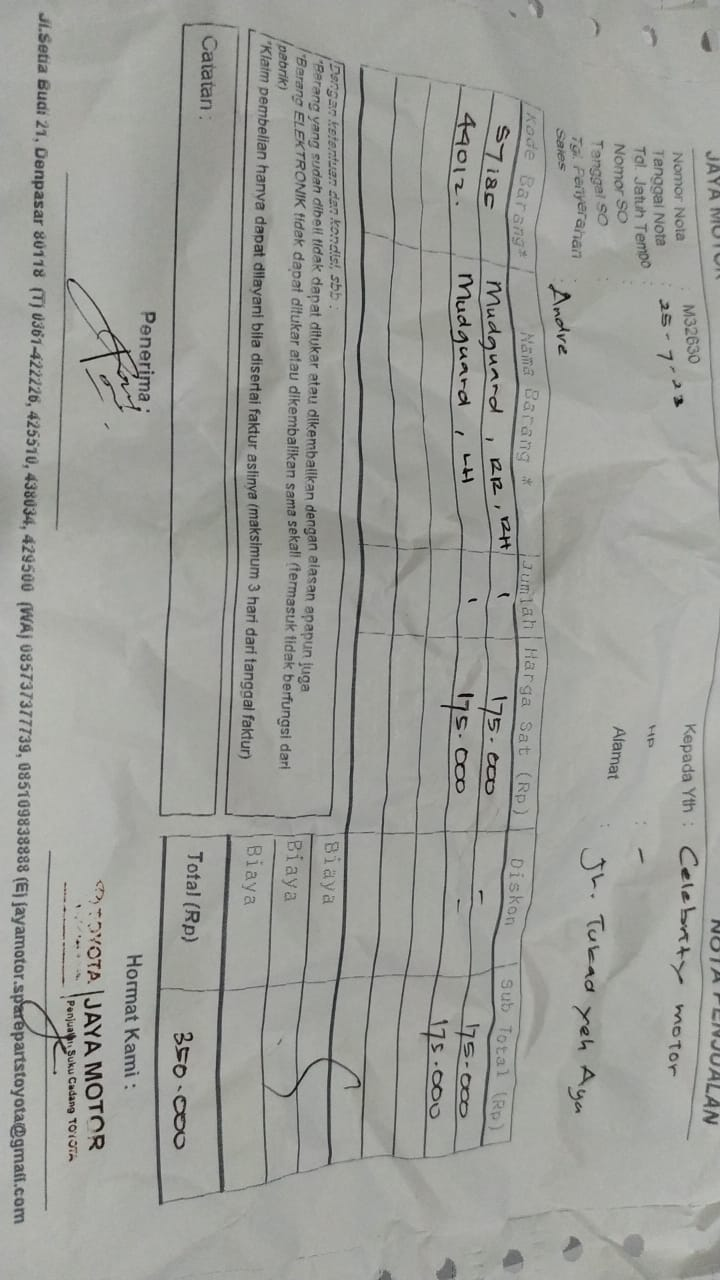 JAYA MOTOR
NOTA PENJUALAN
Nomor Nota : M32630
Tanggal Nota : 25-7-23
Tgl. Jatuh Tempo :
Nomor SO
Tanggal SO
Tgl. Penyerahan
Sales : Andre
Kepada Yth : Celebrity motor
HP : -
Alamat : Jln. Tukad yeh Aya
Kode Barang* Nama Barang * Jumlah Harga Sat (Rp) Diskon Sub Total (Rp)
Mudguard, RR, RH 1 175.000 - 175.000
44012. Mudguard, LH 1 175.000 - 175.000
Dengan ketentuan dan kondisi, sbb :
*Barang yang sudah dibeli tidak dapat ditukar atau dikembalikan dengan alasan apapun juga
*Barang ELEKTRONIK tidak dapat ditukar atau dikembalikan sama sekali (termasuk tidak berfungsi dari
pabrik)
*Klaim pembelian hanya dapat dilayani bila disertai faktur aslinya (maksimum 3 hari dari tanggal faktur)
Biaya
Biaya
Biaya
Catatan :
Total (Rp) 350.000
Penerima :
Hormat Kami :
TOYOTA JAYA MOTOR
Penjualan Suku Cadang TOYOTA
Jl.Setia Budi 21, Denpasar 80118 (T) 0361-422226, 425510, 438034, 429500 (WA) 085737377739, 085109838888 (E) jayamotor.sparepartstoyota@gmail.com